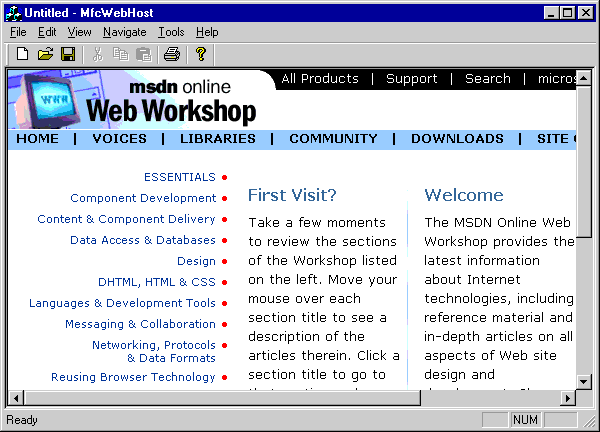 Untitled - MfcWebHost
File Edit View Navigate Tools Help
msdn online
Web Workshop
WWW
All Products | Support | Search |
HOME | VOICES | LIBRARIES | COMMUNITY | DOWNLOADS | SITE
ESSENTIALS
Component Development
Content & Component Delivery
Data Access & Databases
Design
DHTML, HTML & CSS
Languages & Development Tools
Messaging & Collaboration
Networking, Protocols
& Data Formats
Reusing Browser Technology
First Visit?
Take a few moments
to review the sections
of the Workshop listed
on the left. Move your
mouse over each
section title to see a
description of the
articles therein. Click a
section title to go to
Welcome
The MSDN Online Web
Workshop provides the
latest information
about Internet
technologies, including
reference material and
in-depth articles on all
aspects of Web site
design and
Ready
NUM